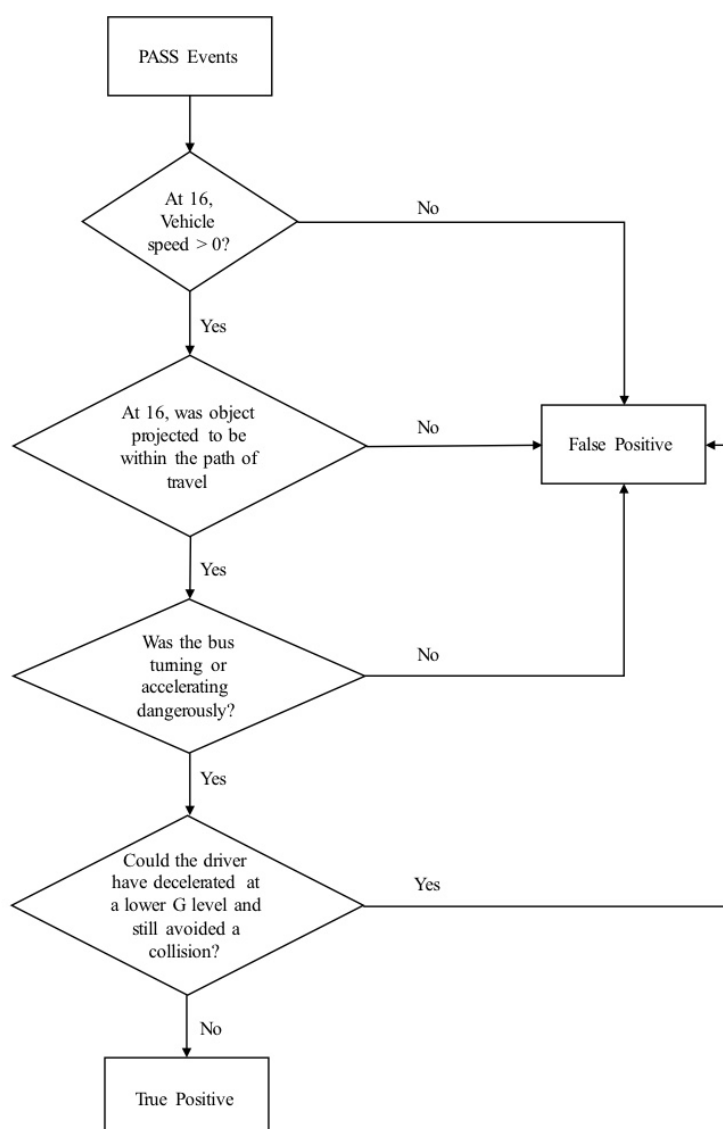 PASS Events
At 16,
Vehicle
speed > 0?
No
Yes
At 16, was object
projected to be
within the path of
travel
No
False Positive
Yes
Was the bus
turning or
accelerating
dangerously?
No
Yes
Could the driver
have decelerated at
a lower G level and
still avoided a
collision?
Yes
No
True Positive